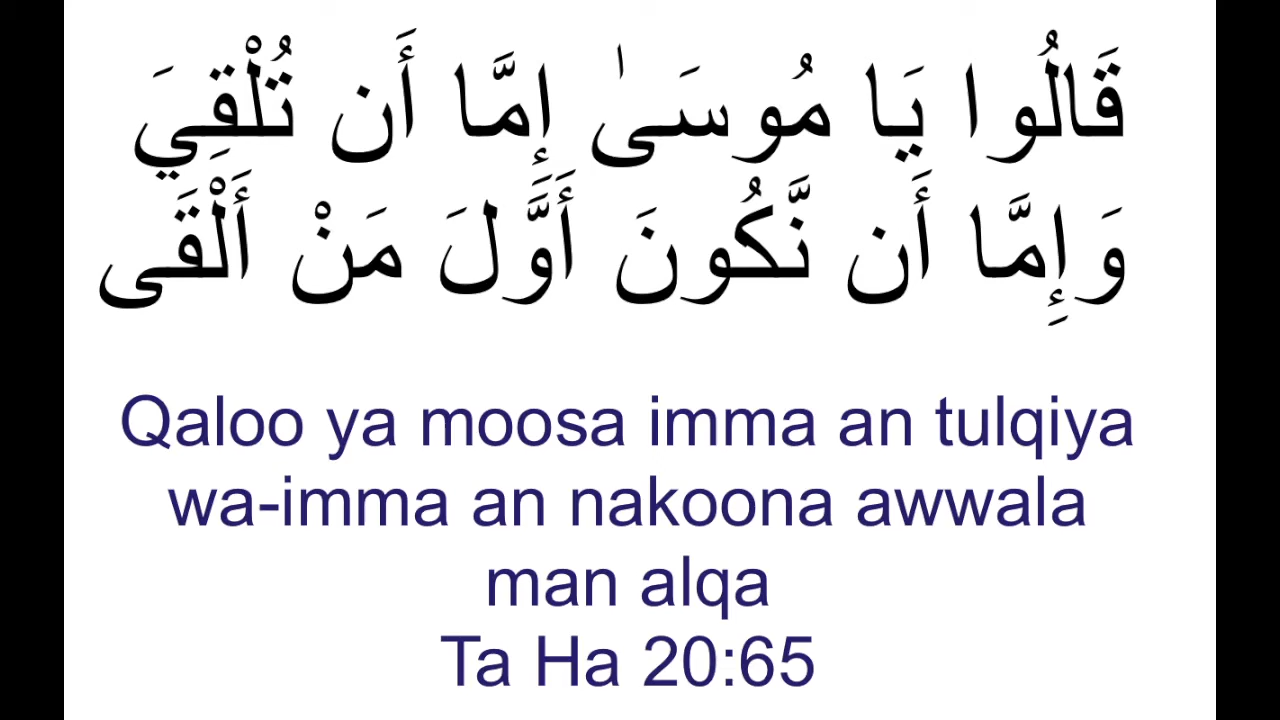 قَالُوا يَا مُوسَىٰ إِمَّا أَن تُلْقِيَ
وَإِمَّا أَن نَّكُونَ أَوَّلَ مَنْ أَلْقَى
Qaloo ya moosa imma an tulqiya
wa-imma an nakoona awwala
man alqa
Ta Ha 20:65